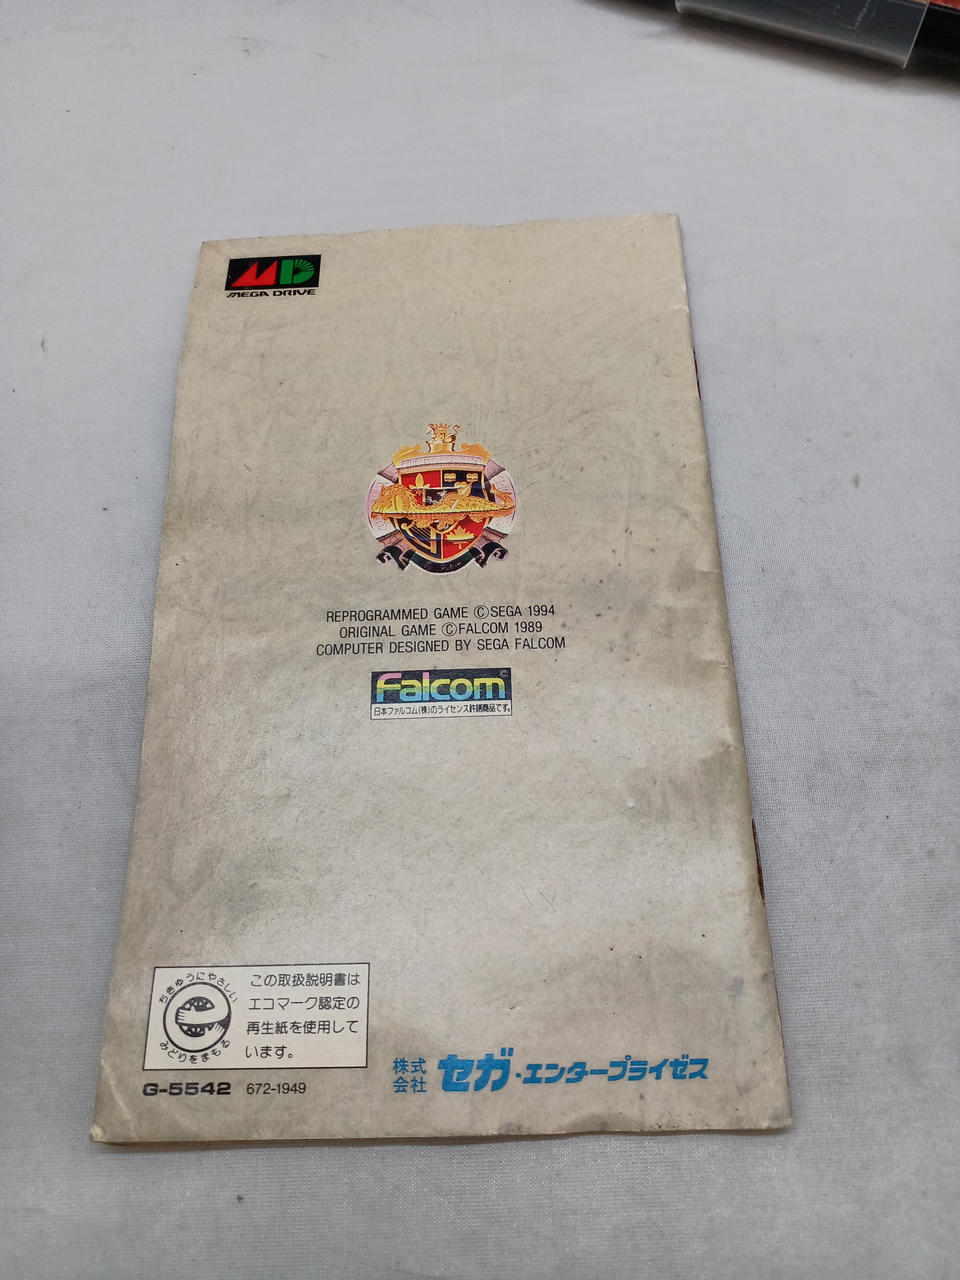 MD
MEGA DRIVE
REPROGRAMMED GAME ©SEGA 1994
ORIGINAL GAME ©FALCOM 1989
COMPUTER DESIGNED BY SEGA FALCOM
Falcom©
日本ファルコム(株)のライセンス許諾商品です。
ちきゅうにやさしい
みどりをまもる
この取扱説明書は
エコマーク認定の
再生紙を使用して
います。
G-5542 672-1949
株式会社 セガ・エンタープライゼス